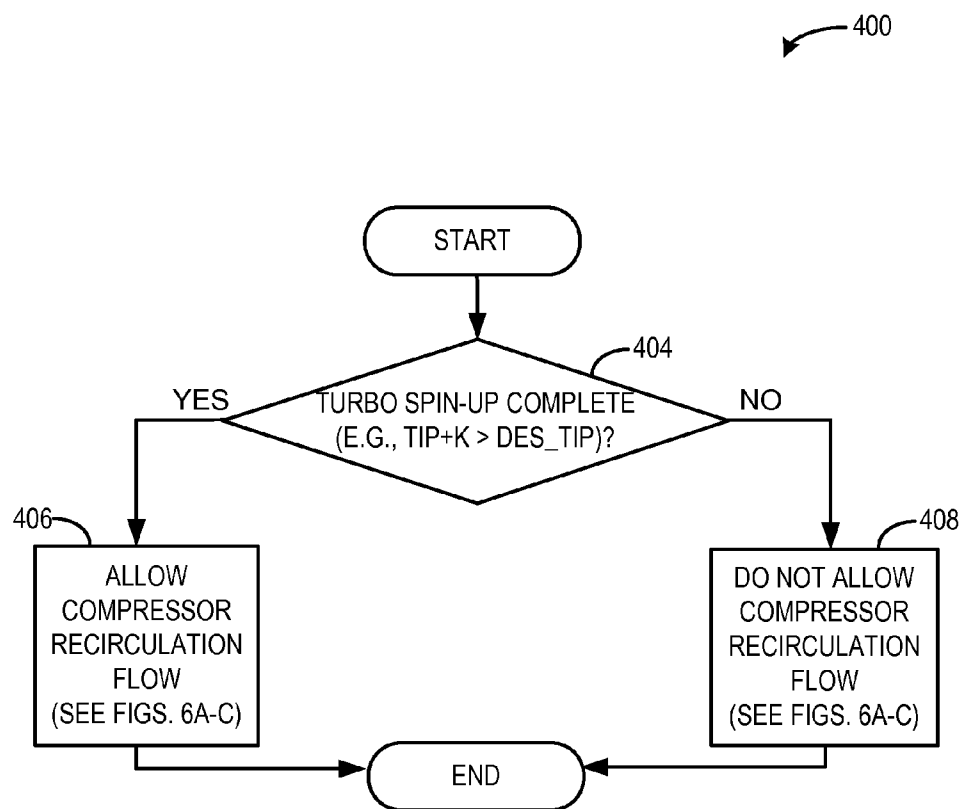 400
START
404
YES
TURBO SPIN-UP COMPLETE
NO
(E.G., TIP+K > DES_TIP)?
406
408
ALLOW
COMPRESSOR
RECIRCULATION
FLOW
(SEE FIGS. 6A-C)
DO NOT ALLOW
COMPRESSOR
RECIRCULATION
FLOW
(SEE FIGS. 6A-C)
END